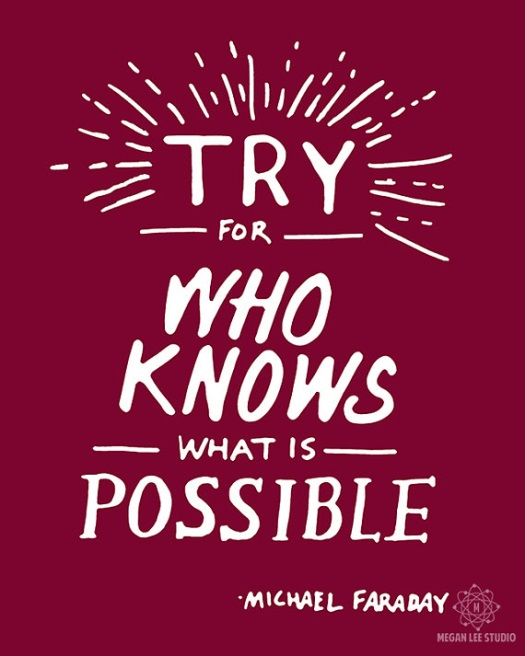 TRY
FOR
WHO
KNOWS
WHAT IS
POSSIBLE
·MICHAEL FARADAY
M
MEGAN LEE STUDIO